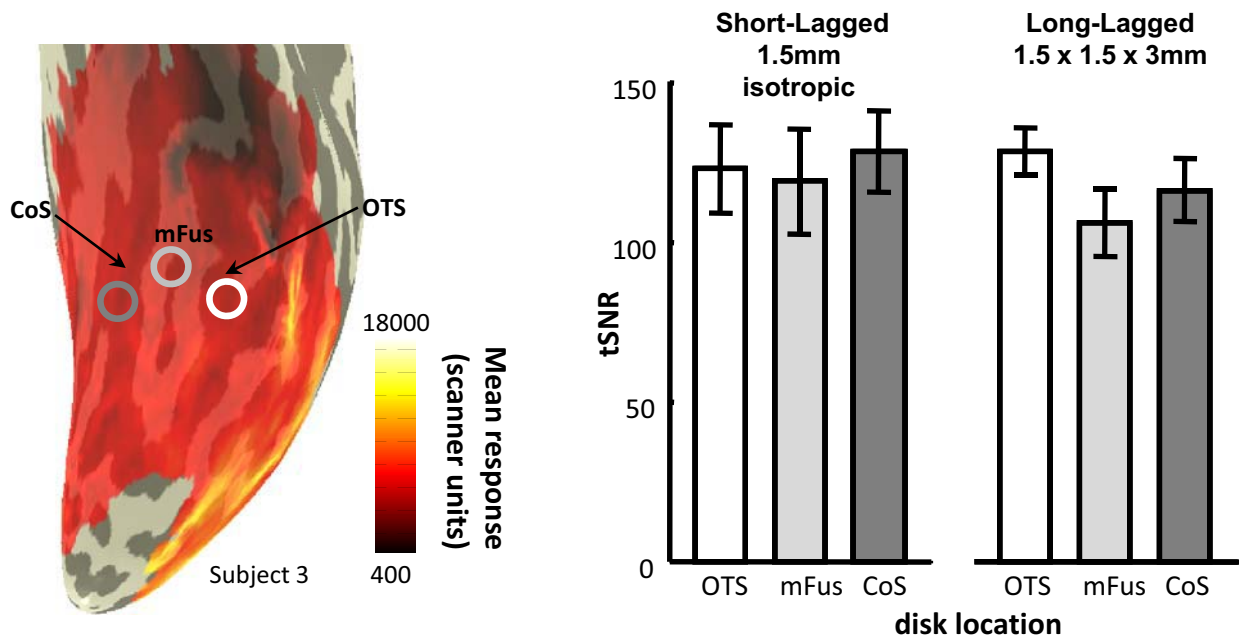 CoS
mFus
OTS
18000
Mean response
(scanner units)
400
Subject 3
Short-Lagged
1.5mm
isotropic
Long-Lagged
1.5 x 1.5 x 3mm
tSNR
150
100
50
0
OTS mFus CoS
OTS mFus CoS
disk location